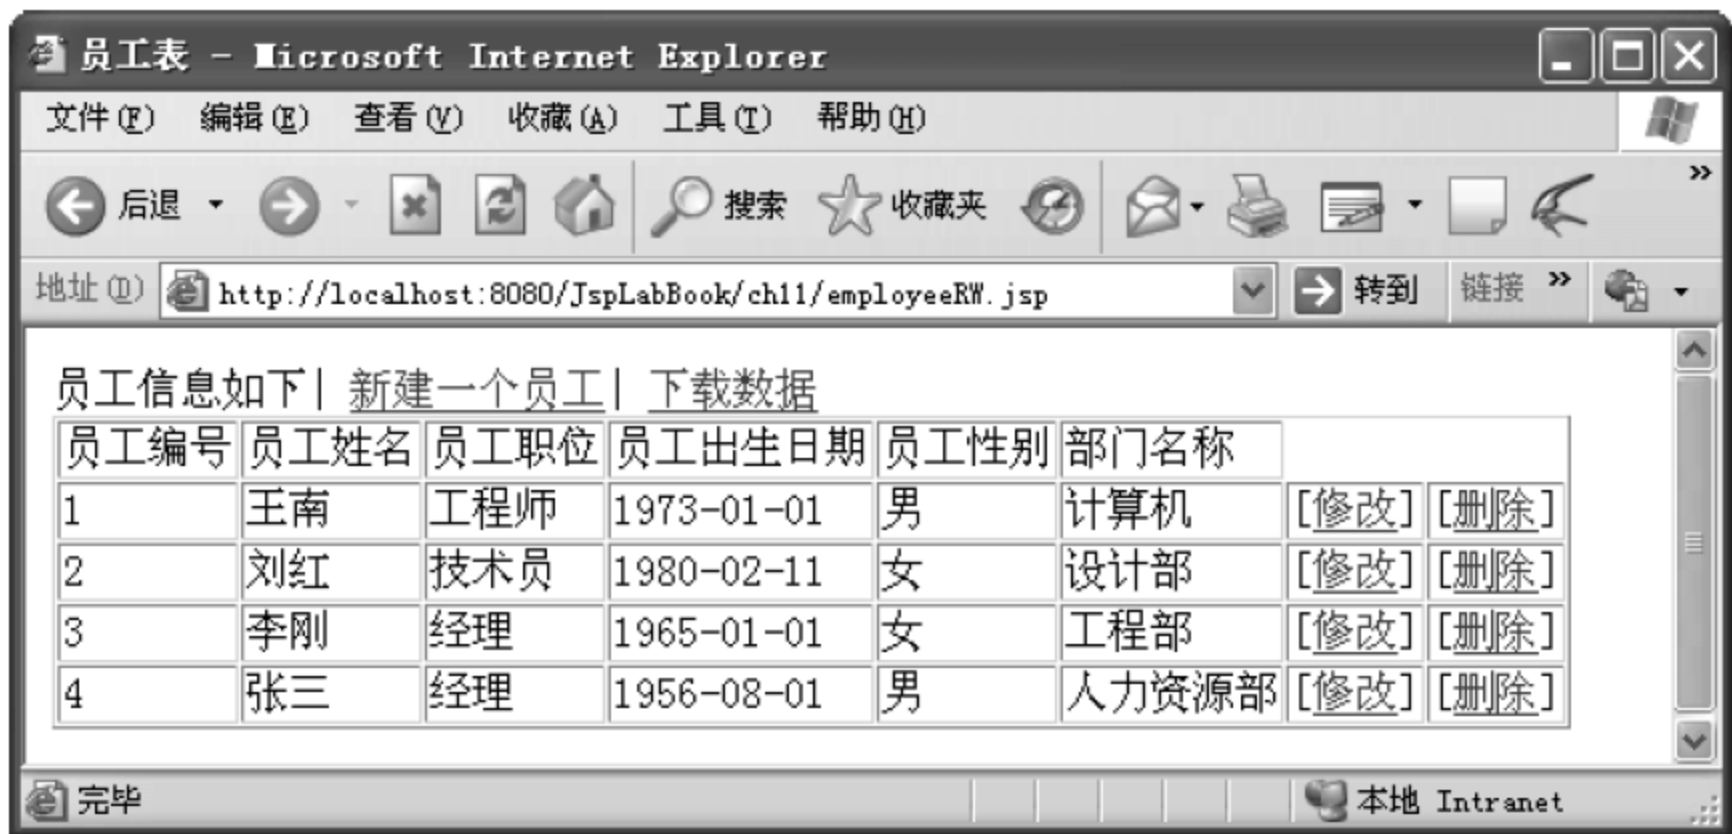 员工表 - Microsoft Internet Explorer
文件(F) 编辑(E) 查看(V) 收藏(A) 工具(T) 帮助(H)
后退 搜索 收藏夹 »
地址(D) http://localhost:8080/JspLabBook/ch11/employeeRW.jsp 转到 链接 »
员工信息如下| 新建一个员工| 下载数据
员工编号 员工姓名 员工职位 员工出生日期 员工性别 部门名称
1 王南 工程师 1973-01-01 男 计算机 [修改] [删除]
2 刘红 技术员 1980-02-11 女 设计部 [修改] [删除]
3 李刚 经理 1965-01-01 女 工程部 [修改] [删除]
4 张三 经理 1956-08-01 男 人力资源部 [修改] [删除]
完毕 本地 Intranet